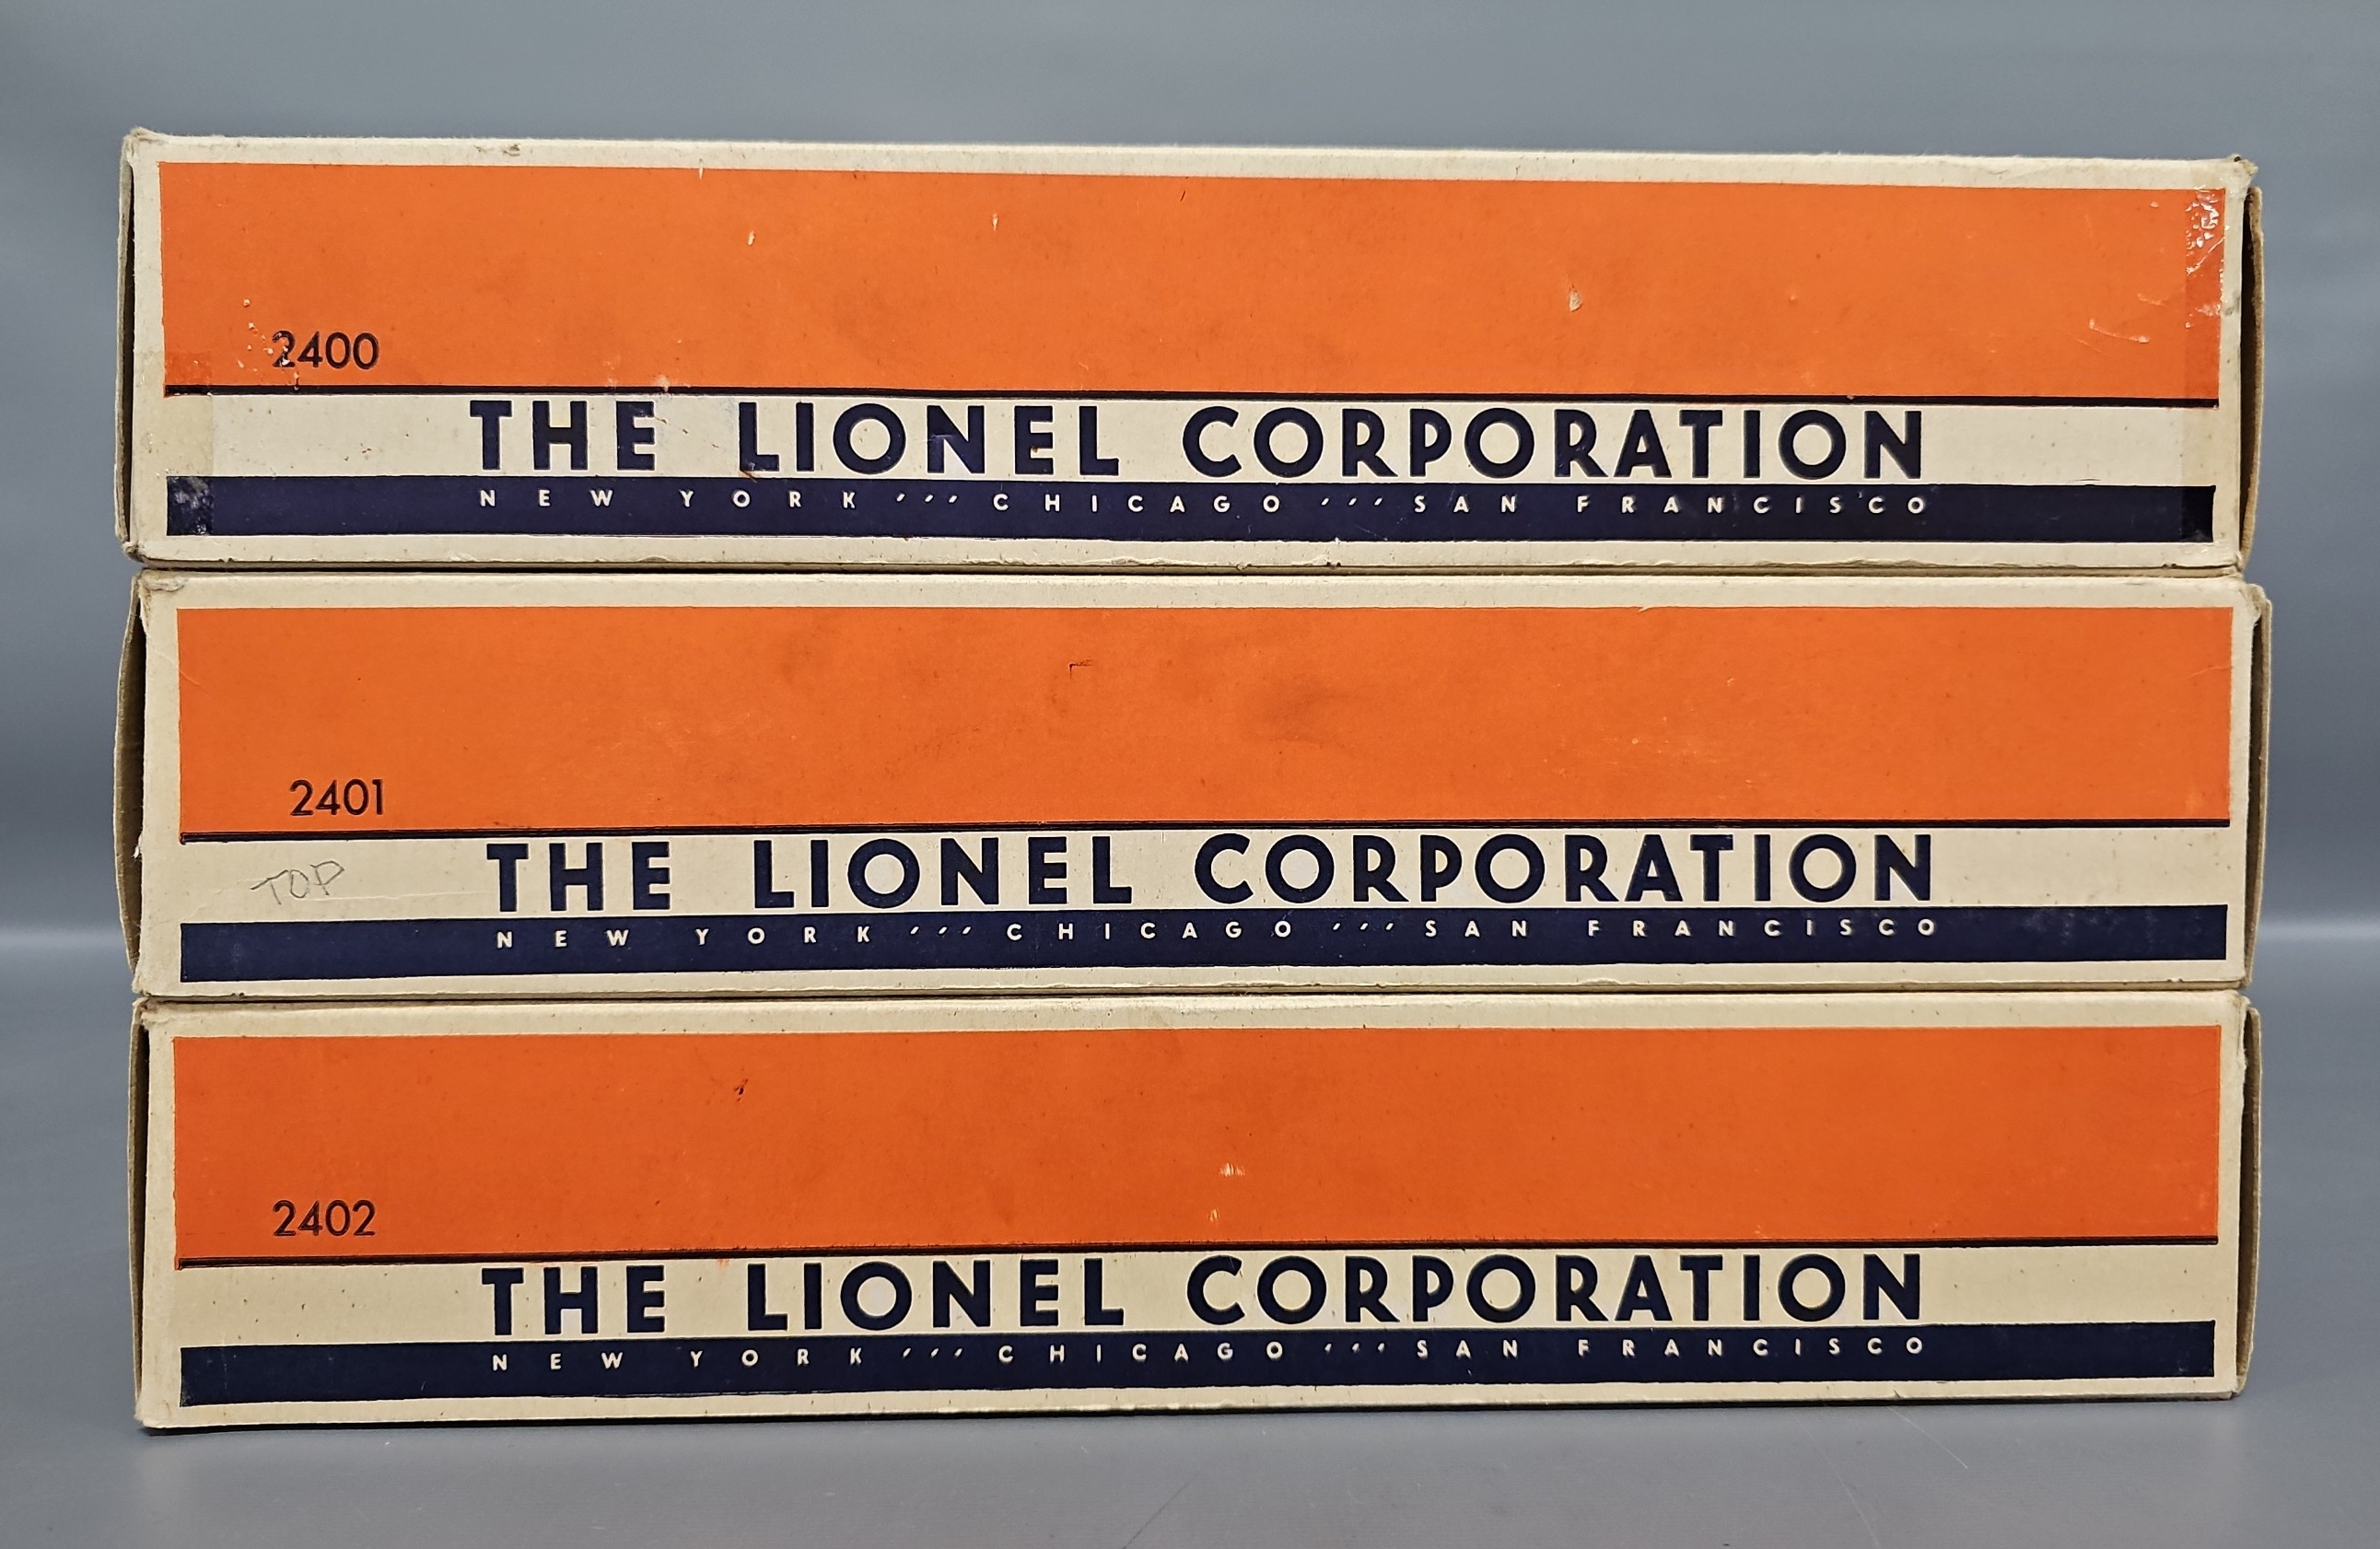 2400
THE LIONEL CORPORATION
NEW YORK ′′′ CHICAGO ′′′ SAN FRANCISCO
2401
TOP
THE LIONEL CORPORATION
NEW YORK ′′′ CHICAGO ′′′ SAN FRANCISCO
2402
THE LIONEL CORPORATION
NEW YORK ′′′ CHICAGO ′′′ SAN FRANCISCO